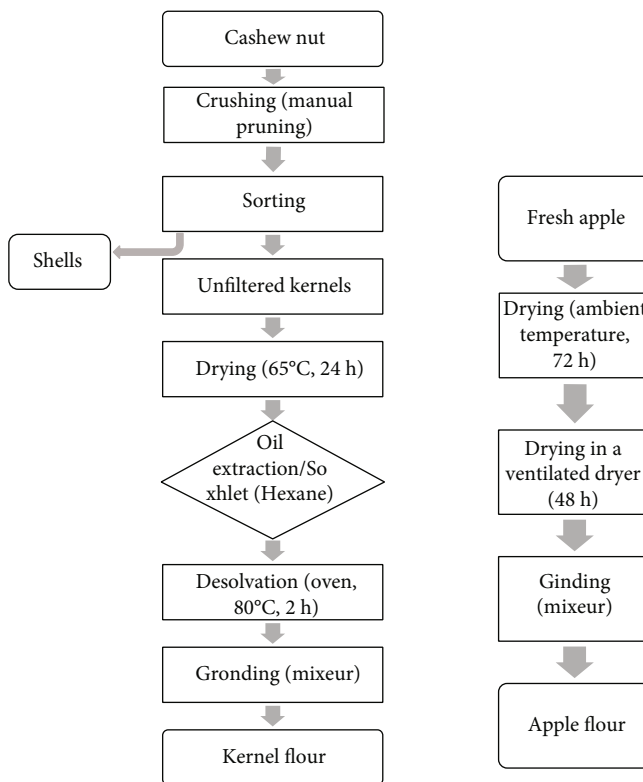 Cashew nut
Crushing (manual
pruning)
Sorting
Shells
Unfiltered kernels
Drying (65°C, 24 h)
Oil
extraction/So
xhlet (Hexane)
Desolvation (oven,
80°C, 2 h)
Gronding (mixeur)
Kernel flour
Fresh apple
Drying (ambient
temperature,
72 h)
Drying in a
ventilated dryer
(48 h)
Ginding
(mixeur)
Apple flour